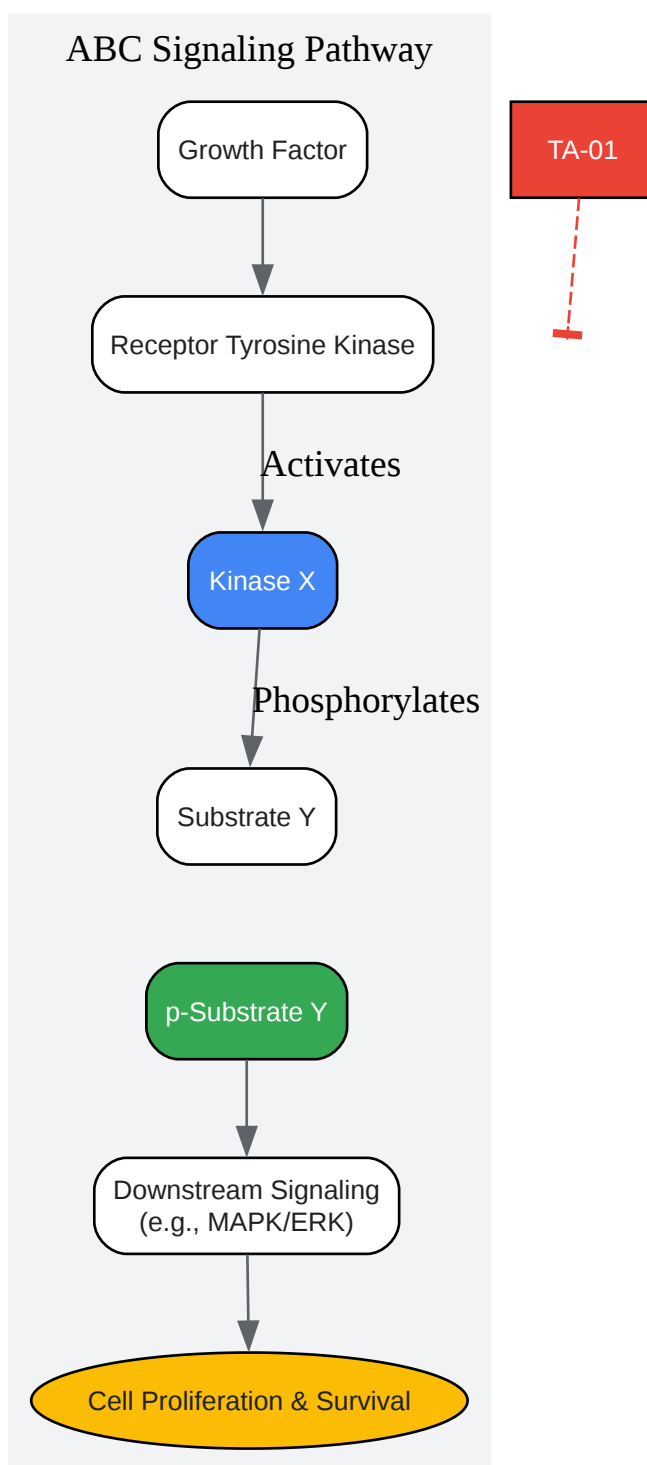 ABC Signaling Pathway
Growth Factor
TA-01
Receptor Tyrosine Kinase
Activates
Kinase X
Phosphorylates
Substrate Y
p-Substrate Y
Downstream Signaling
(e.g., MAPK/ERK)
Cell Proliferation & Survival